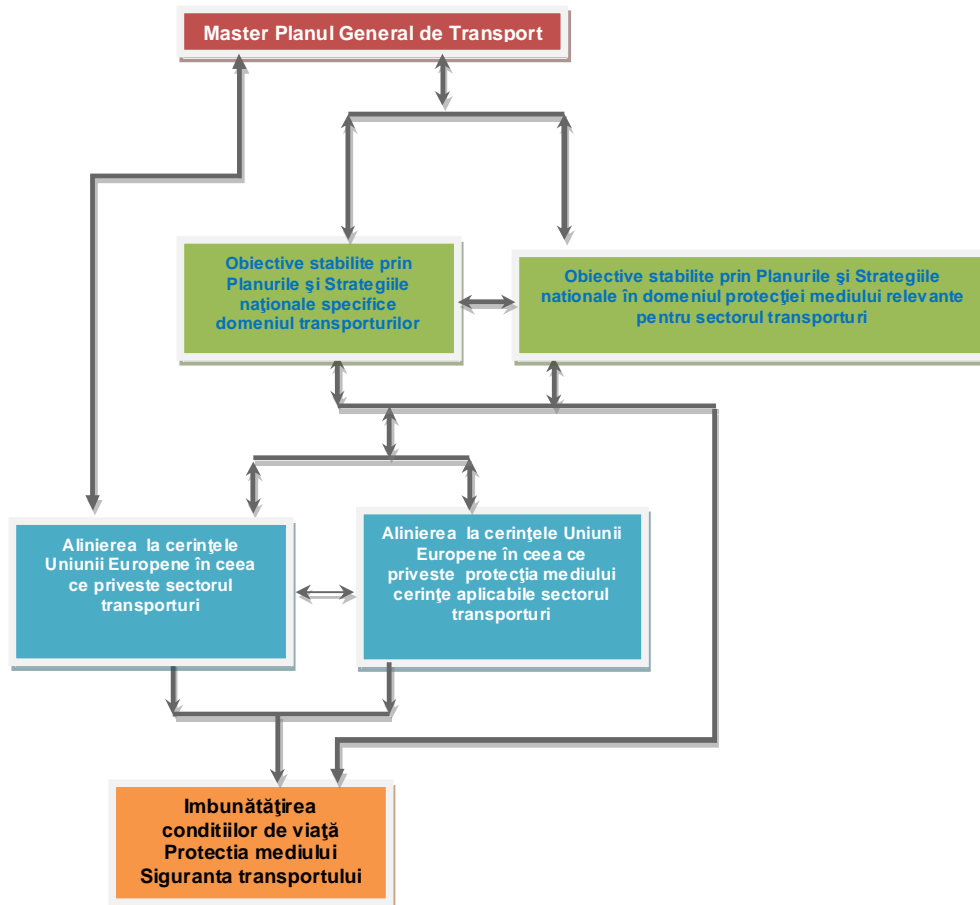 Master Planul General de Transport
Obiective stabilite prin
Planurile şi Strategiile
naţionale specifice
domeniul transporturilor
Obiective stabilite prin Planurile şi Strategiile
nationale în domeniul protecţiei mediului relevante
pentru sectorul transporturi
Alinierea la cerinţele
Uniunii Europene în ceea
ce priveste sectorul
transporturi
Alinierea la cerinţele Uniunii
Europene în ceea ce
priveste protecţia mediului
cerinţe aplicabile sectorul
transporturi
Imbunătăţirea
conditiilor de viaţă
Protectia mediului
Siguranta transportului